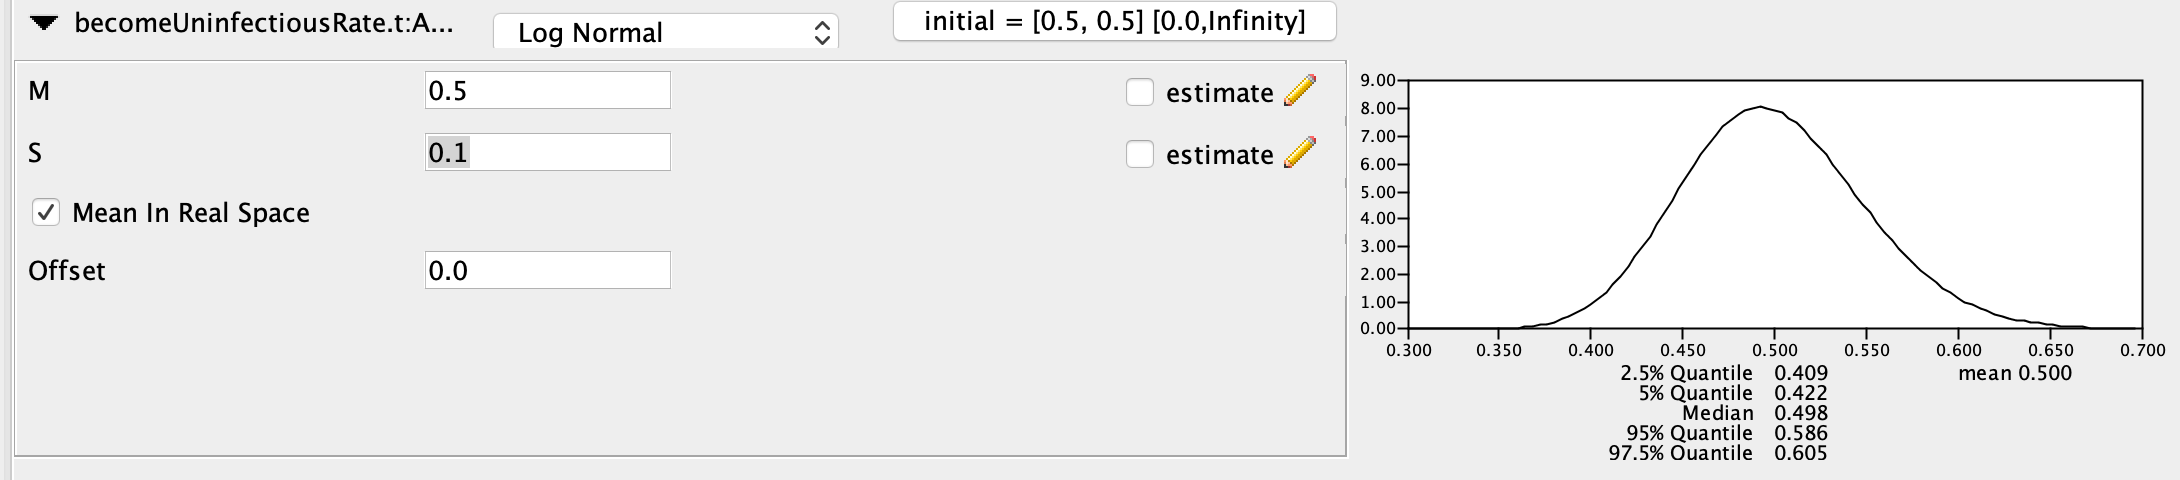 becomeUninfectiousRate.t:A...
Log Normal
initial = [0.5, 0.5] [0.0,Infinity]
M
0.5
estimate
S
0.1
estimate
Mean In Real Space
Offset
0.0
9.00
8.00
7.00
6.00
5.00
4.00
3.00
2.00
1.00
0.00
0.300 0.350 0.400 0.450 0.500 0.550 0.600 0.650 0.700
2.5% Quantile 0.409
mean 0.500
5% Quantile 0.422
Median 0.498
95% Quantile 0.586
97.5% Quantile 0.605